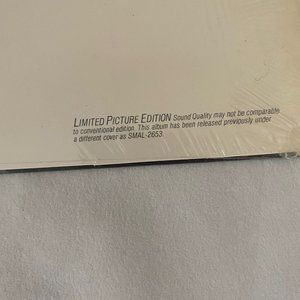 LIMITED PICTURE EDITION Sound Quality may not be comparable
to conventional edition. This album has been released previously under
a different cover as SMAL-2653.